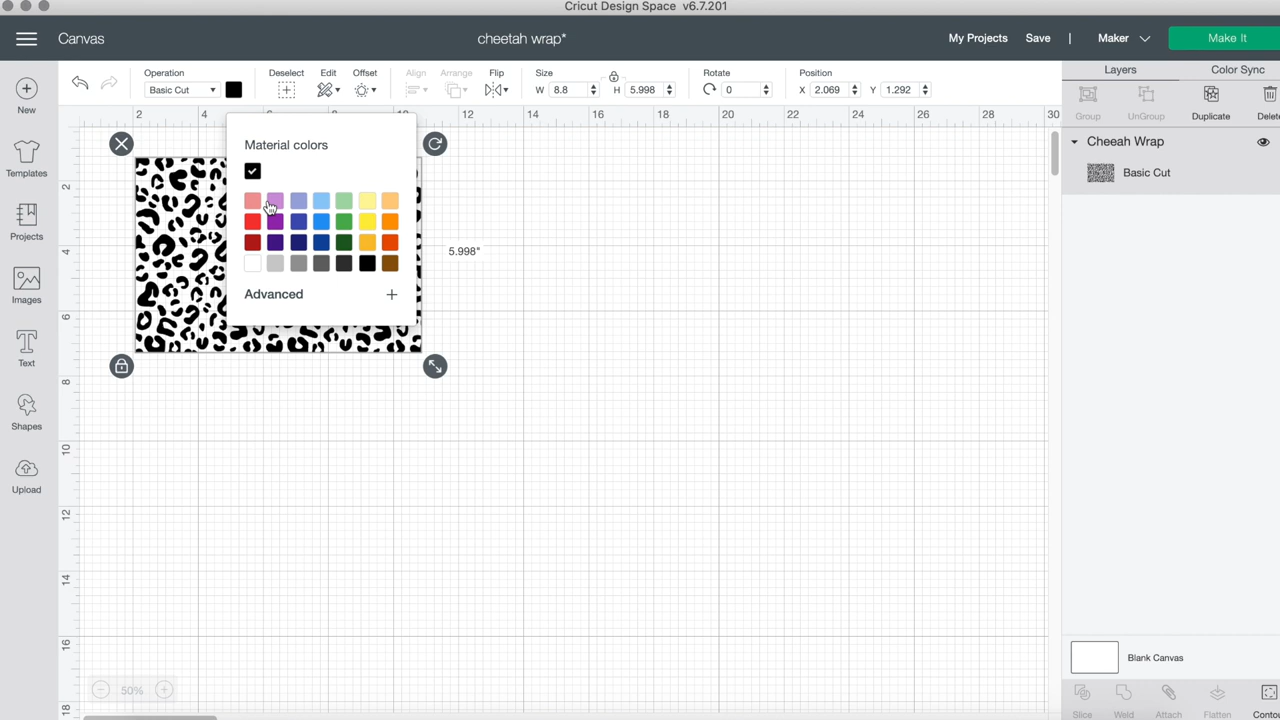 Cricut Design Space v6.7.201
Canvas
cheetah wrap*
My Projects Save | Maker Make It
Operation
Basic Cut
Deselect
Edit
Offset
Align
Arrange
Flip
Size
W 8.8 H 5.998
Rotate
0
Position
X 2.069 Y 1.292
Layers Color Sync
Group UnGroup Duplicate Delet
New
Templates
Projects
Images
Text
Shapes
Upload
2 4 6 8 10 12 14 16 18 20 22 24 26 28 30
2
4
6
8
10
12
14
16
18
Material colors
Advanced
5.998"
Cheeah Wrap
Basic Cut
50%
Blank Canvas
Slice Weld Attach Flatten Contou